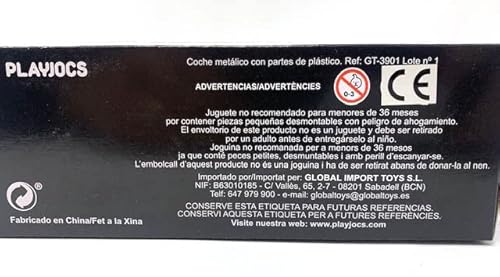 PLAYJOCS
Coche metálico con partes de plástico. Ref: GT-3901 Lote nº 1
ADVERTENCIAS/ADVERTÈNCIES
0-3
CE
Juguete no recomendado para menores de 36 meses
por contener piezas pequeñas desmontables con peligro de ahogamiento.
El envoltorio de este producto no es un juguete y debe ser retirado
por un adulto antes de entregárselo al niño.
Joguina no recomanada per a menors de 36 mesos
ja que conté peces petites, desmuntables i amb perill d'escanyar-se.
L'embolcall d'aquest producte no és una joguina i ha de ser retirat abans de donar-la al nen.
Importado por/Importat per: GLOBAL IMPORT TOYS S.L.
NIF: B63010185 - C/ Vallès, 65, 2-7 - 08201 Sabadell (BCN)
Telf: 647 979 900 - e-mail: globaltoys@globaltoys.es
Fabricado en China/Fet a la Xina
CONSERVE ESTA ETIQUETA PARA FUTURAS REFERENCIAS.
CONSERVI AQUESTA ETIQUETA PER A FUTURES REFERÈNCIES.
Visite nuestra web: www.playjocs.com